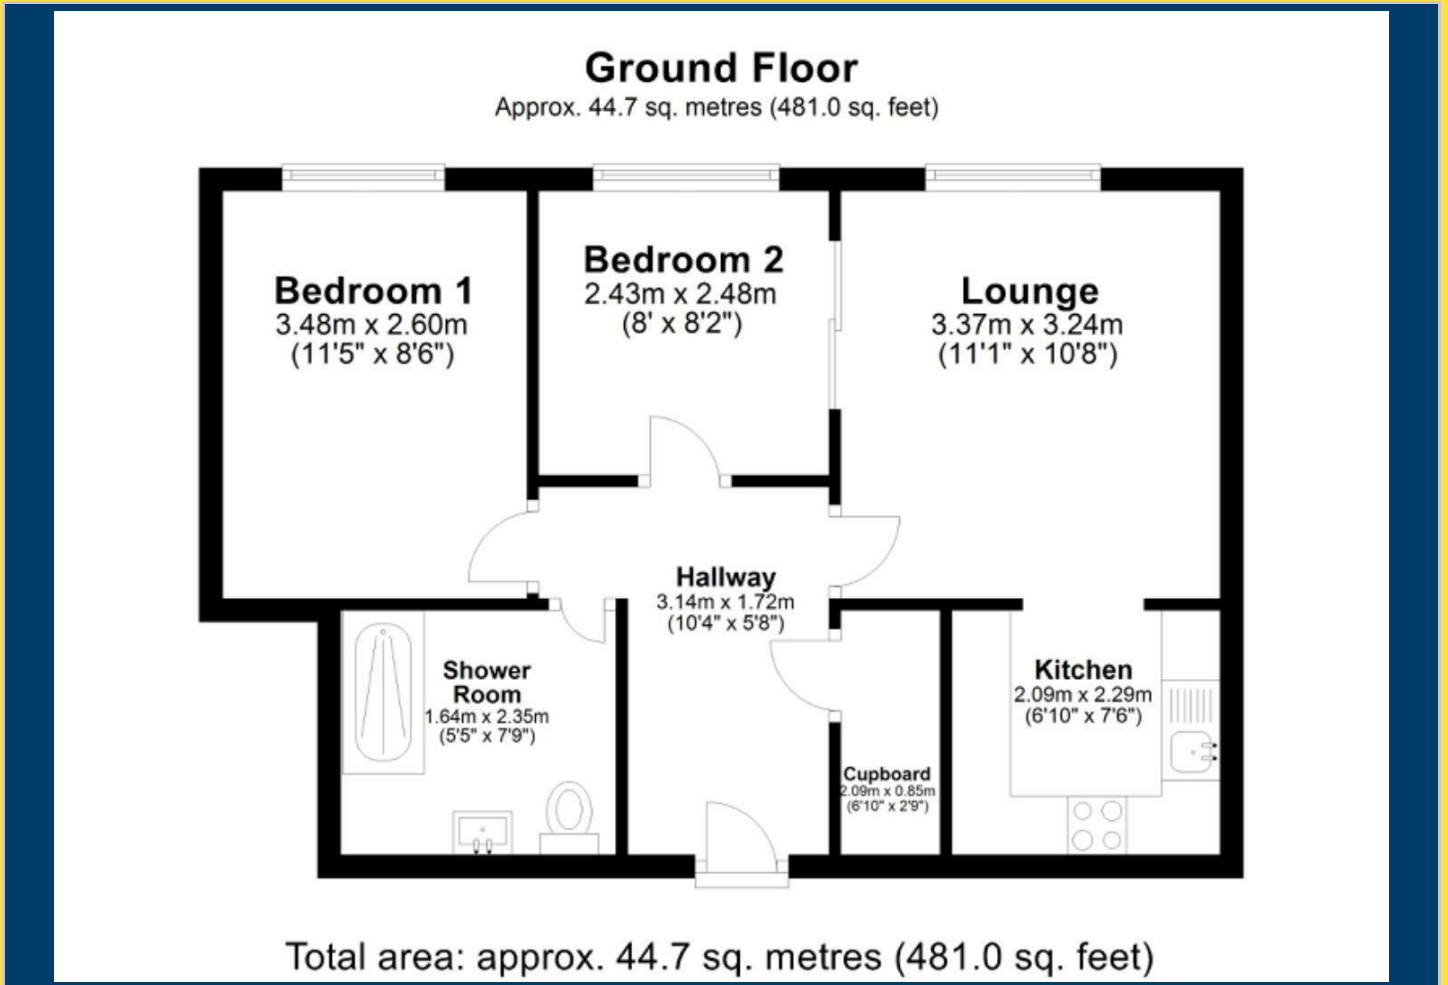 Ground Floor
Approx. 44.7 sq. metres (481.0 sq. feet)
Bedroom 1
3.48m x 2.60m
(11'5" x 8'6")
Bedroom 2
2.43m x 2.48m
(8' x 8'2")
Lounge
3.37m x 3.24m
(11'1" x 10'8")
Hallway
3.14m x 1.72m
(10'4" x 5'8")
Shower
Room
1.64m x 2.35m
(5'5" x 7'9")
Kitchen
2.09m x 2.29m
(6'10" x 7'6")
Cupboard
2.09m x 0.85m
(6'10" x 2'9")
Total area: approx. 44.7 sq. metres (481.0 sq. feet)